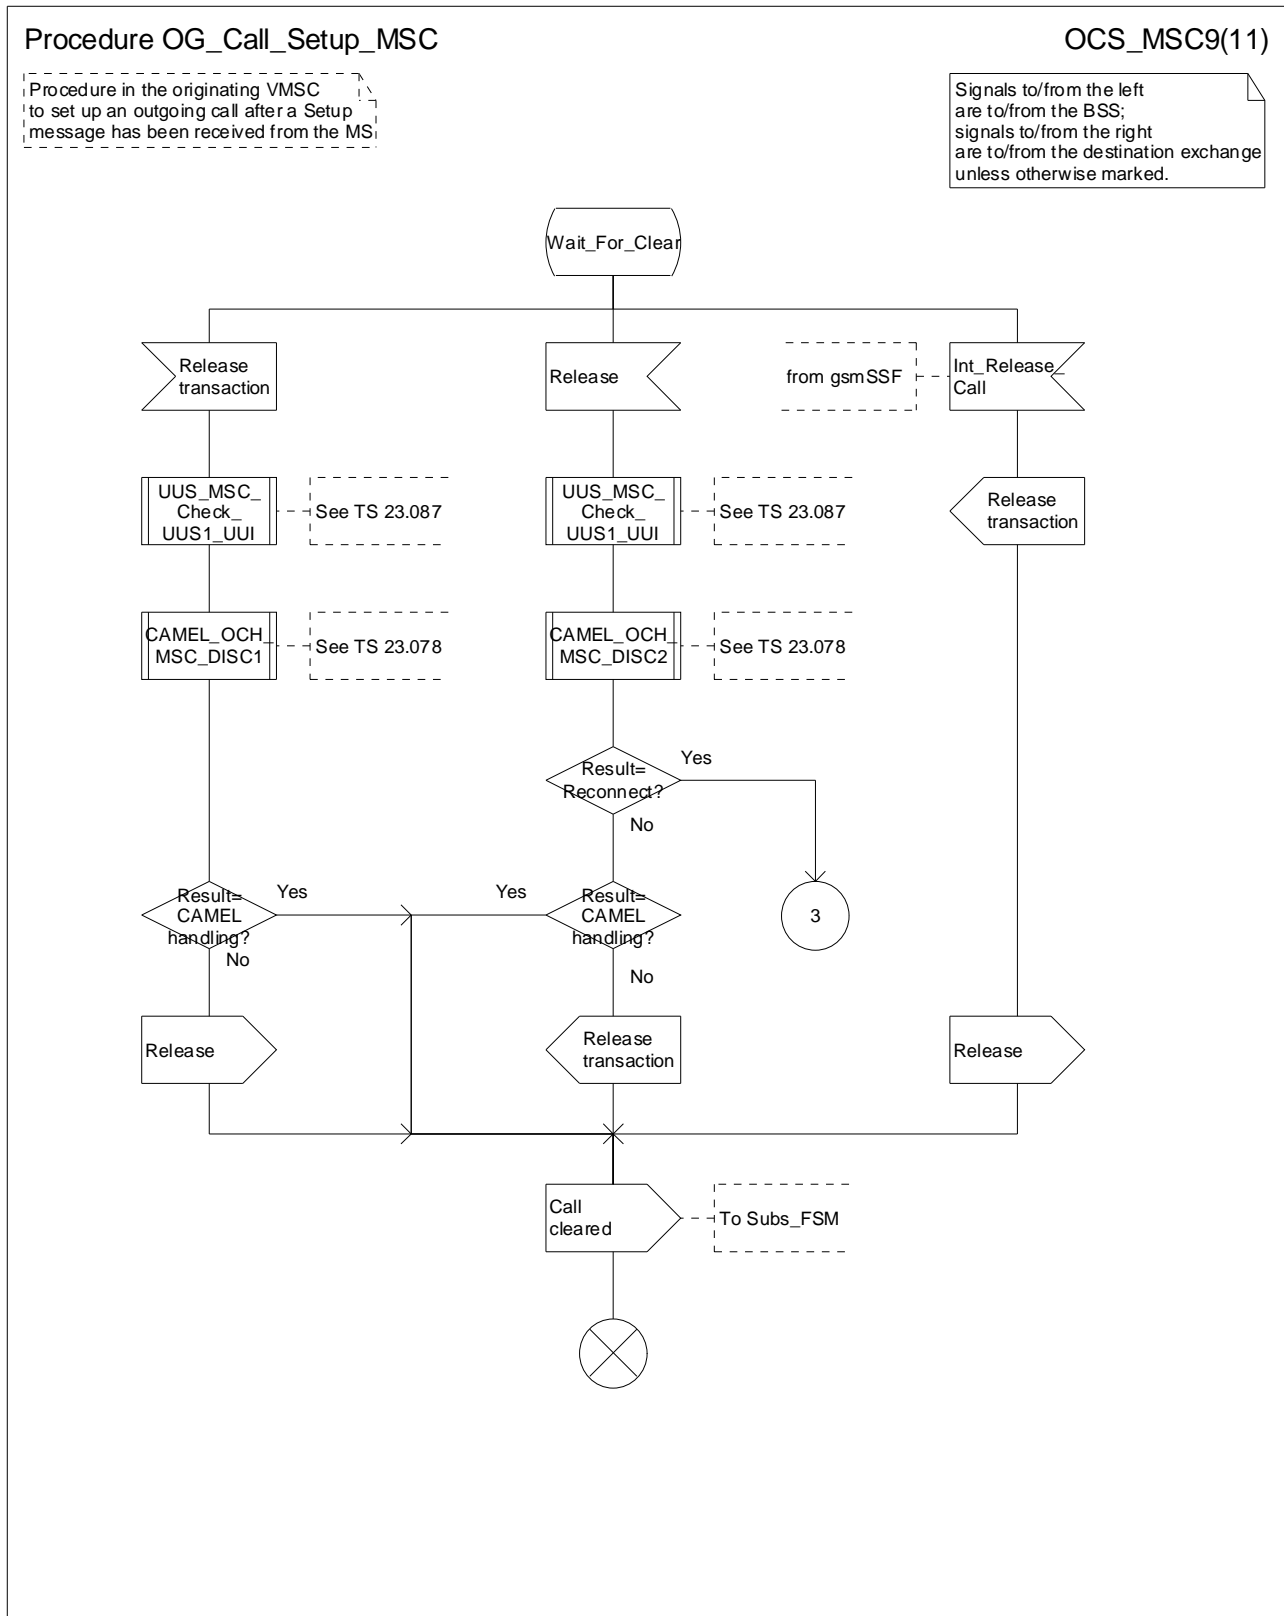 Procedure OG_Call_Setup_MSC
OCS_MSC9(11)
Procedure in the originating VMSC
to set up an outgoing call after a Setup
message has been received from the MS
Signals to/from the left
are to/from the BSS;
signals to/from the right
are to/from the destination exchange
unless otherwise marked.
Wait_For_Clear
Release
transaction
Release
from gsmSSF
Int_Release_
Call
UUS_MSC_
Check_
UUS1_UUI
See TS 23.087
UUS_MSC_
Check_
UUS1_UUI
See TS 23.087
Release
transaction
CAMEL_OCH_
MSC_DISC1
See TS 23.078
CAMEL_OCH_
MSC_DISC2
See TS 23.078
Result=
Reconnect?
Yes
No
Result=
CAMEL
handling?
Yes
No
Yes
Result=
CAMEL
handling?
No
3
Release
Release
transaction
Release
Call
cleared
To Subs_FSM